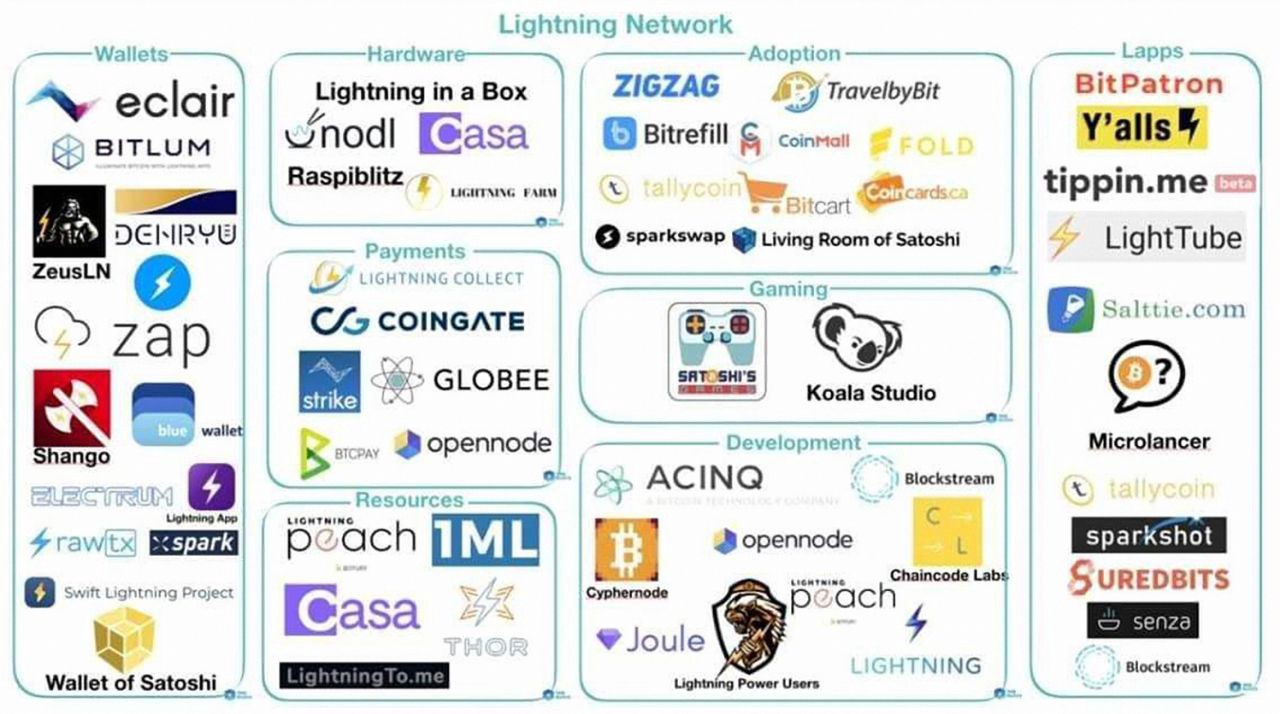 Lightning Network
Wallets
eclair
BITLUM
ZeusLN
DENRYU
zap
Shango
blue wallet
ELECTRUM
Lightning App
rawtx
spark
Swift Lightning Project
Wallet of Satoshi
Hardware
Lightning in a Box
nodl
Casa
Raspiblitz
LIGHTNING FARM
Payments
LIGHTNING COLLECT
COINGATE
strike
GLOBEE
BTCPAY
opennode
Resources
LIGHTNING
peach
1ML
Casa
THOR
LightningTo.me
Adoption
ZIGZAG
TravelbyBit
Bitrefill
CoinMall
FOLD
tallycoin
Bitcart
Coincards.ca
sparkswap
Living Room of Satoshi
Gaming
SATOSHI'S
GAMES
Koala Studio
Development
ACINQ
A BITCOIN TECHNOLOGY COMPANY
Blockstream
Cyphernode
opennode
C
L
Chaincode Labs
Joule
Lightning Power Users
LIGHTNING
peach
LIGHTNING
Lapps
BitPatron
Y'alls
tippin.me beta
LightTube
Salttie.com
?
Microlancer
tallycoin
sparkshot
SUREDBITS
senza
Blockstream